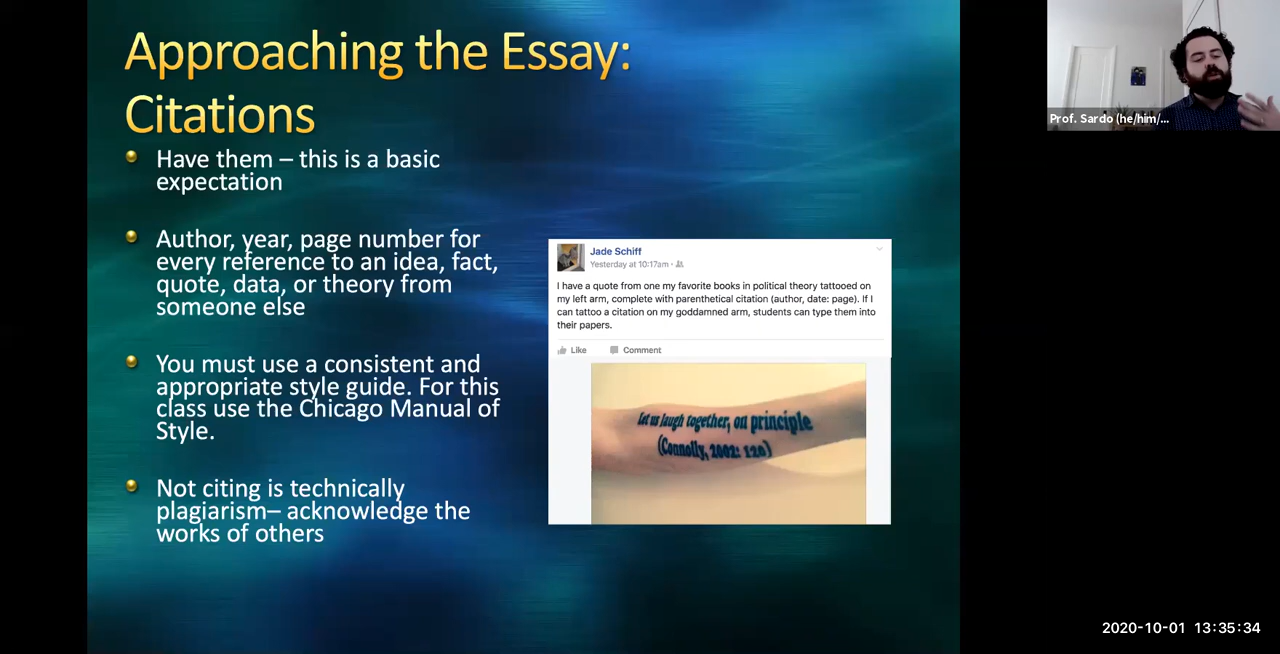 Approaching the Essay:
Citations
Have them – this is a basic
expectation
Author, year, page number for
every reference to an idea, fact,
quote, data, or theory from
someone else
You must use a consistent and
appropriate style guide. For this
class use the Chicago Manual of
Style.
Not citing is technically
plagiarism– acknowledge the
works of others
Jade Schiff
Yesterday at 10:17am ·
I have a quote from one my favorite books in political theory tattooed on
my left arm, complete with parenthetical citation (author, date: page). If I
can tattoo a citation on my goddamned arm, students can type them into
their papers.
Like Comment
let us laugh together, on principle
(Connolly, 2002: 120)
Prof. Sardo (he/him/...
2020-10-01 13:35:34